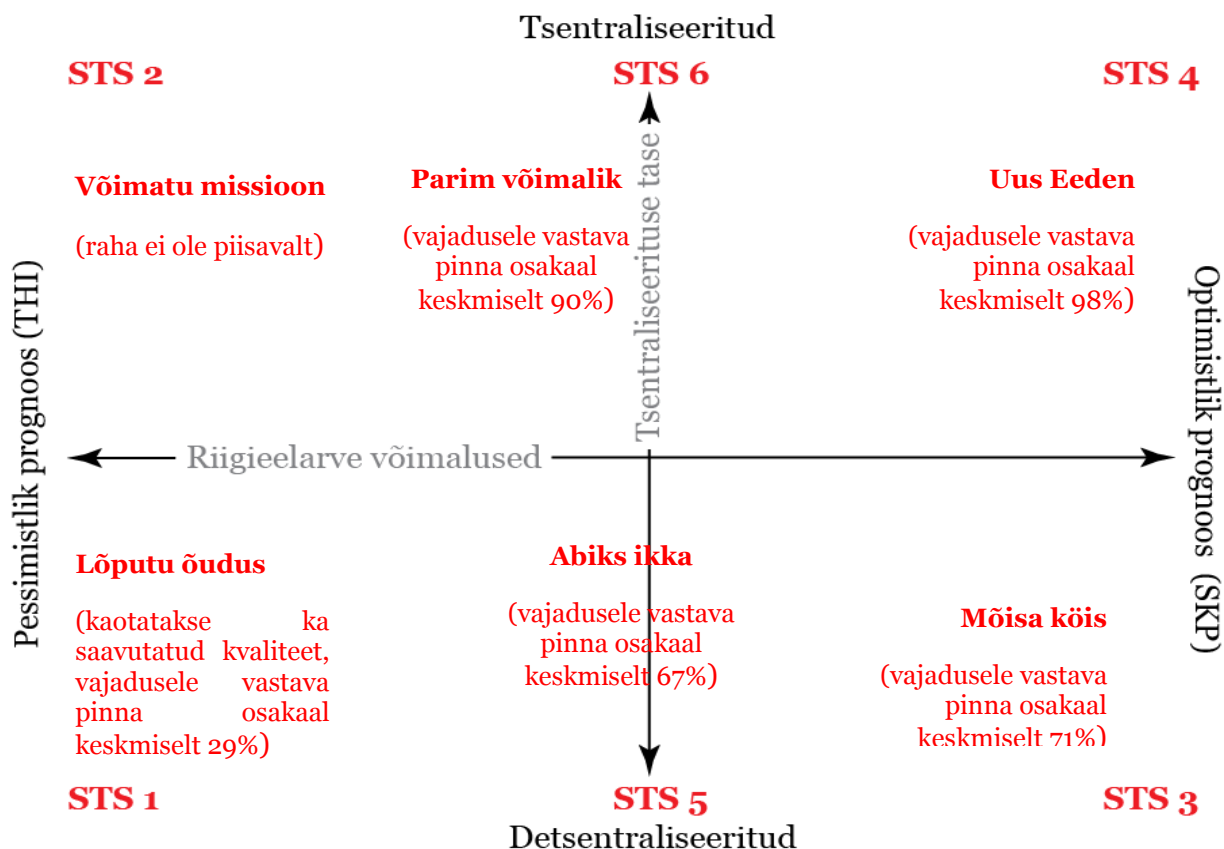 Tsentraliseeritud
STS 2
STS 6
STS 4
Võimatu missioon
(raha ei ole piisavalt)
Parim võimalik
(vajadusele vastava
pinna osakaal
keskmiselt 90%)
Uus Eeden
(vajadusele vastava
pinna osakaal
keskmiselt 98%)
Tsentraliseerituse tase
Pessimistlik prognoos (THI)
Optimistlik prognoos (SKP)
Riigieelarve võimalused
Lõputu õudus
(kaotatakse ka
saavutatud kvaliteet,
vajadusele vastava
pinna osakaal
keskmiselt 29%)
Abiks ikka
(vajadusele vastava
pinna osakaal
keskmiselt 67%)
Mõisa köis
(vajadusele vastava
pinna osakaal
keskmiselt 71%)
STS 1
STS 5
STS 3
Detsentraliseeritud